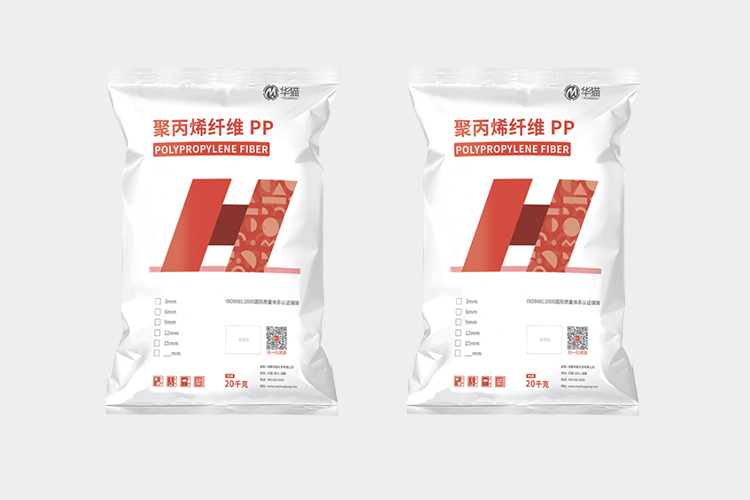 华猫
聚丙烯纤维 PP
POLYPROPYLENE FIBER
3mm
6mm
9mm
12mm
15mm
___mm
ISO9001:2000国际质量体系认证保障
扫一扫溯源
20千克
华猫
聚丙烯纤维 PP
POLYPROPYLENE FIBER
3mm
6mm
9mm
12mm
15mm
___mm
ISO9001:2000国际质量体系认证保障
扫一扫溯源
20千克